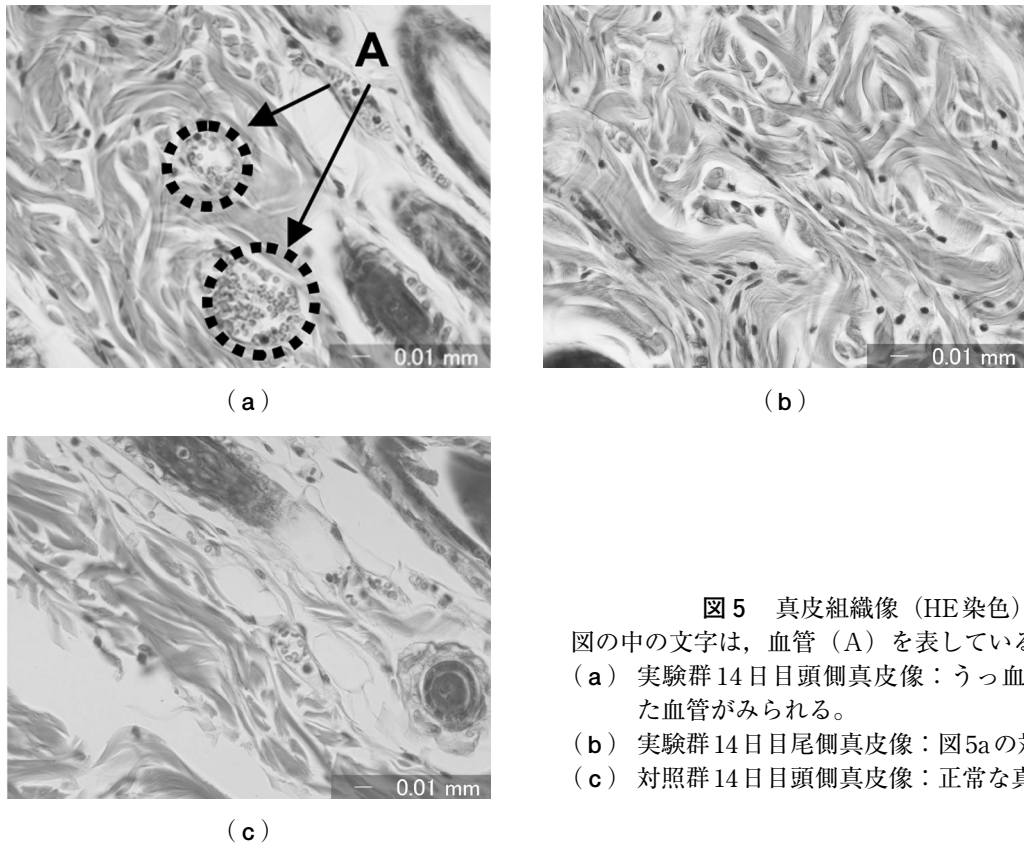 A
0.01 mm
0.01 mm
(a)
(b)
0.01 mm
(c)
図5 真皮組織像（HE染色）
図の中の文字は，血管（A）を表している
(a) 実験群14日目頭側真皮像：うっ血
た血管がみられる。
(b) 実験群14日目尾側真皮像：図5aの
(c) 対照群14日目頭側真皮像：正常な真